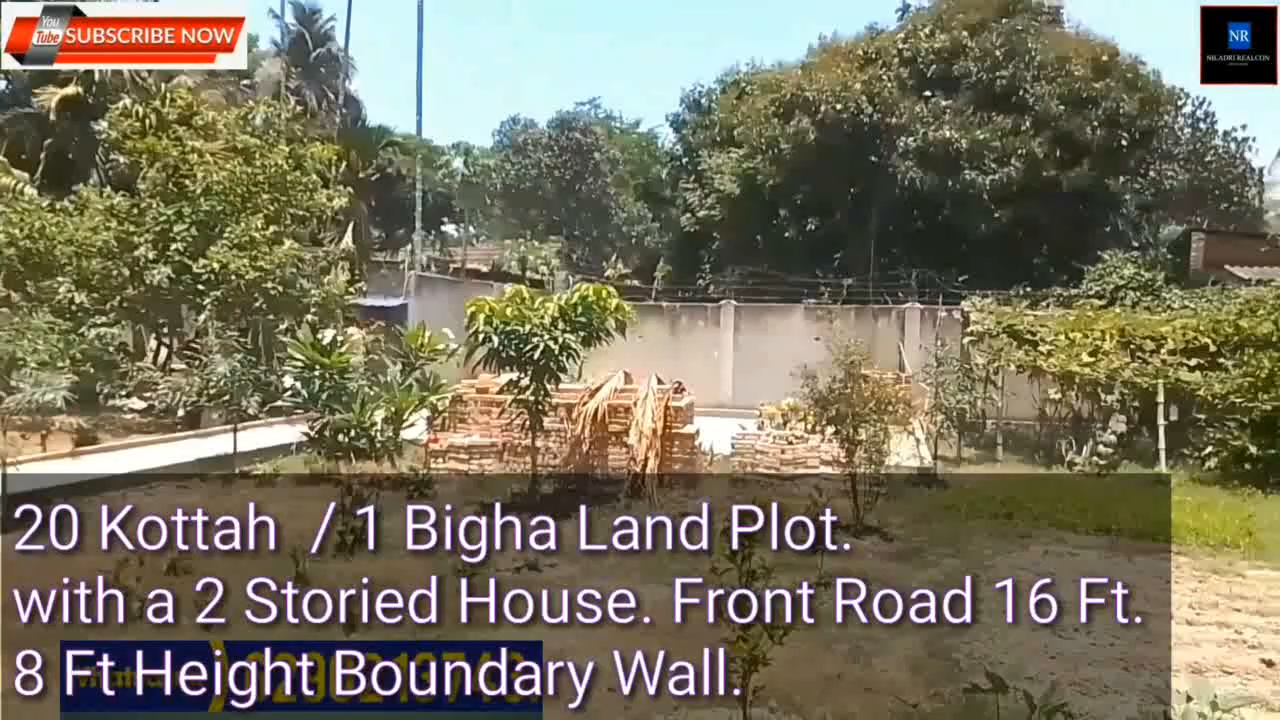 You
Tube SUBSCRIBE NOW
NR
NILADRI REALCON
20 Kottah / 1 Bigha Land Plot.
with a 2 Storied House. Front Road 16 Ft.
8 Ft Height Boundary Wall.